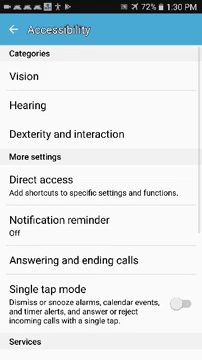 72% 1:30 PM
Accessibility
Categories
Vision
Hearing
Dexterity and interaction
More settings
Direct access
Add shortcuts to specific settings and functions.
Notification reminder
Off
Answering and ending calls
Single tap mode
Dismiss or snooze alarms, calendar events,
and timer alerts, and answer or reject
incoming calls with a single tap.
Services